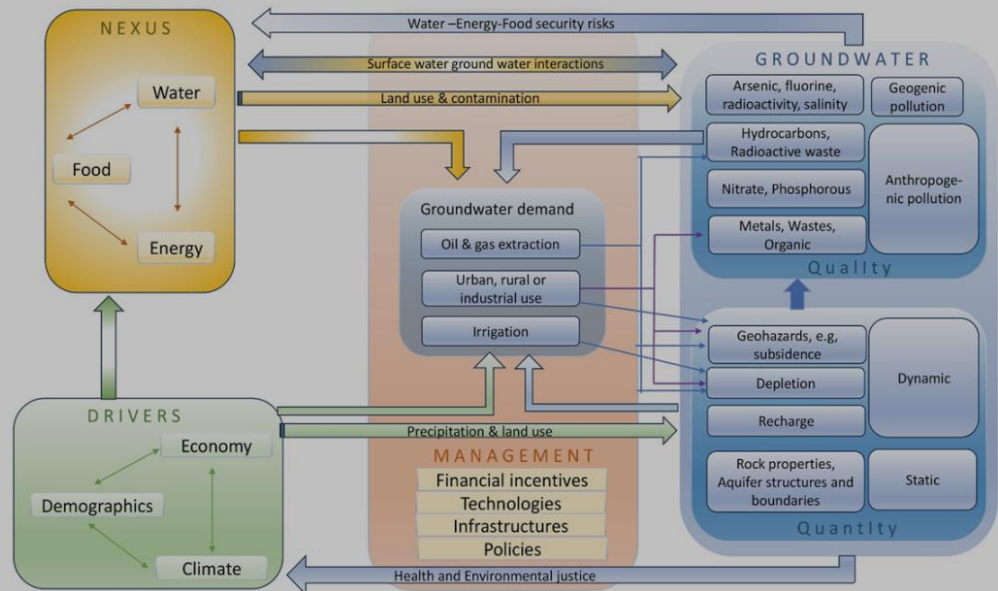 NEXUS
Water
Food
Energy
DRIVERS
Economy
Demographics
Climate
Water –Energy-Food security risks
Surface water ground water interactions
Land use & contamination
Groundwater demand
Oil & gas extraction
Urban, rural or
industrial use
Irrigation
Precipitation & land use
MANAGEMENT
Financial incentives
Technologies
Infrastructures
Policies
Health and Environmental justice
GROUNDWATER
Arsenic, fluorine,
radioactivity, salinity
Geogenic
pollution
Hydrocarbons,
Radioactive waste
Nitrate, Phosphorous
Metals, Wastes,
Organic
Anthropoge-
nic pollution
QualIty
Geohazards, e.g,
subsidence
Depletion
Recharge
Dynamic
Rock properties,
Aquifer structures and
boundaries
Static
QuantIty